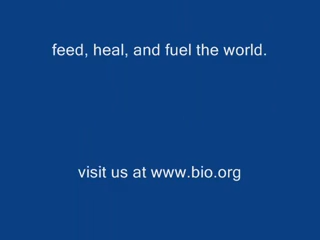 feed, heal, and fuel the world.
visit us at www.bio.org